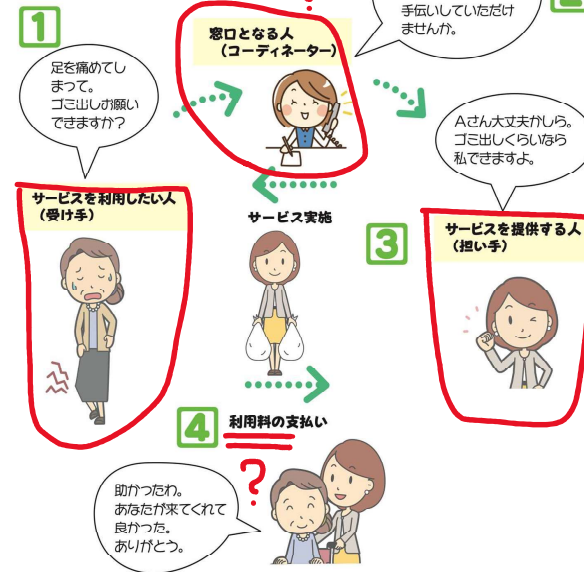 1
足を痛めてし
まって。
ゴミ出しお願い
できますか？
?
窓口となる人
（コーディネーター）
手伝いしていただけ
ませんか。
Aさん大丈夫かしら。
ゴミ出しくらいなら
私できますよ。
サービスを利用したい人
（受け手）
サービス実施
3
サービスを提供する人
（担い手）
4
利用料の支払い
?
助かったわ。
あなたが来てくれて
良かった。
ありがとう。